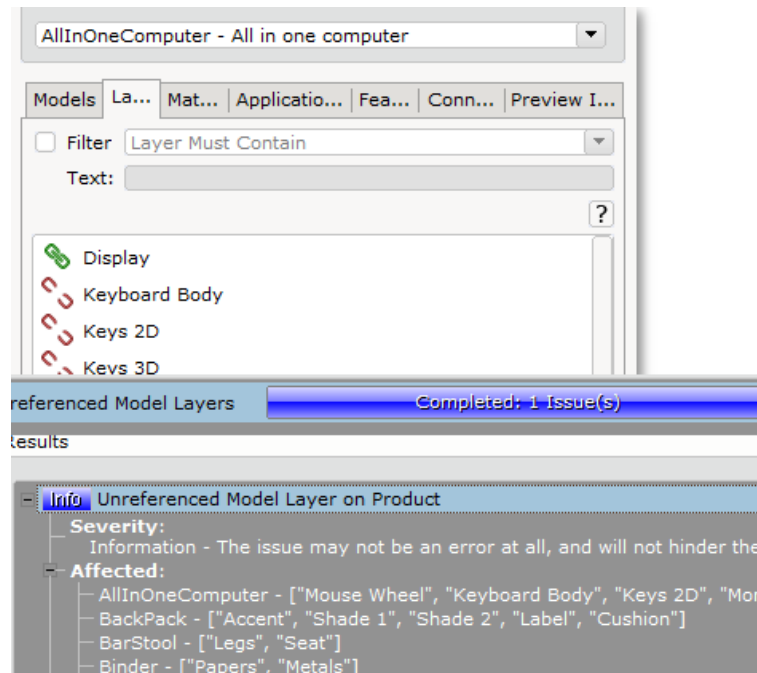 AllInOneComputer - All in one computer
Models La... Mat... Applicatio... Fea... Conn... Preview I...
Filter Layer Must Contain
Text:
?
Display
Keyboard Body
Keys 2D
Keys 3D
referenced Model Layers Completed: 1 Issue(s)
Results
Info Unreferenced Model Layer on Product
Severity:
Information - The issue may not be an error at all, and will not hinder the
Affected:
AllInOneComputer - ["Mouse Wheel", "Keyboard Body", "Keys 2D", "Mon
BackPack - ["Accent", "Shade 1", "Shade 2", "Label", "Cushion"]
BarStool - ["Legs", "Seat"]
Binder - ["Papers", "Metals"]